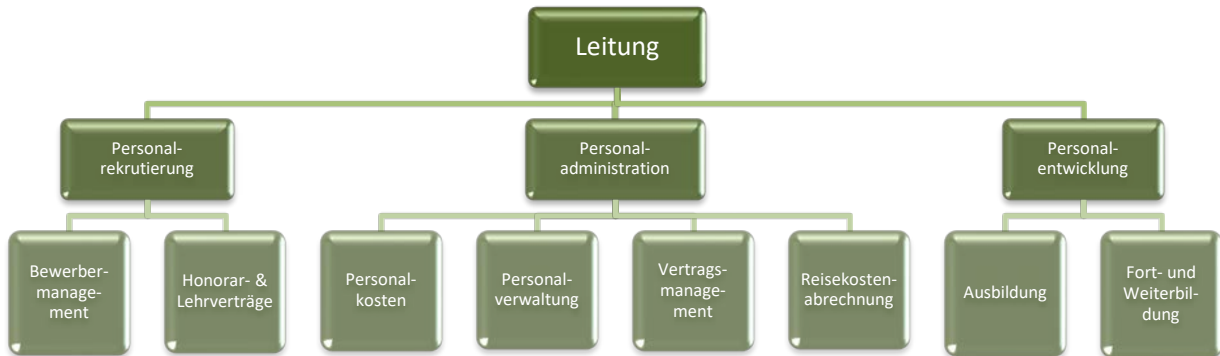 Leitung
Personal-
rekrutierung
Personal-
administration
Personal-
entwicklung
Bewerber-
manage-
ment
Honorar- &
Lehrverträge
Personal-
kosten
Personal-
verwaltung
Vertrags-
manage-
ment
Reisekosten-
abrechnung
Ausbildung
Fort- und
Weiterbil-
dung